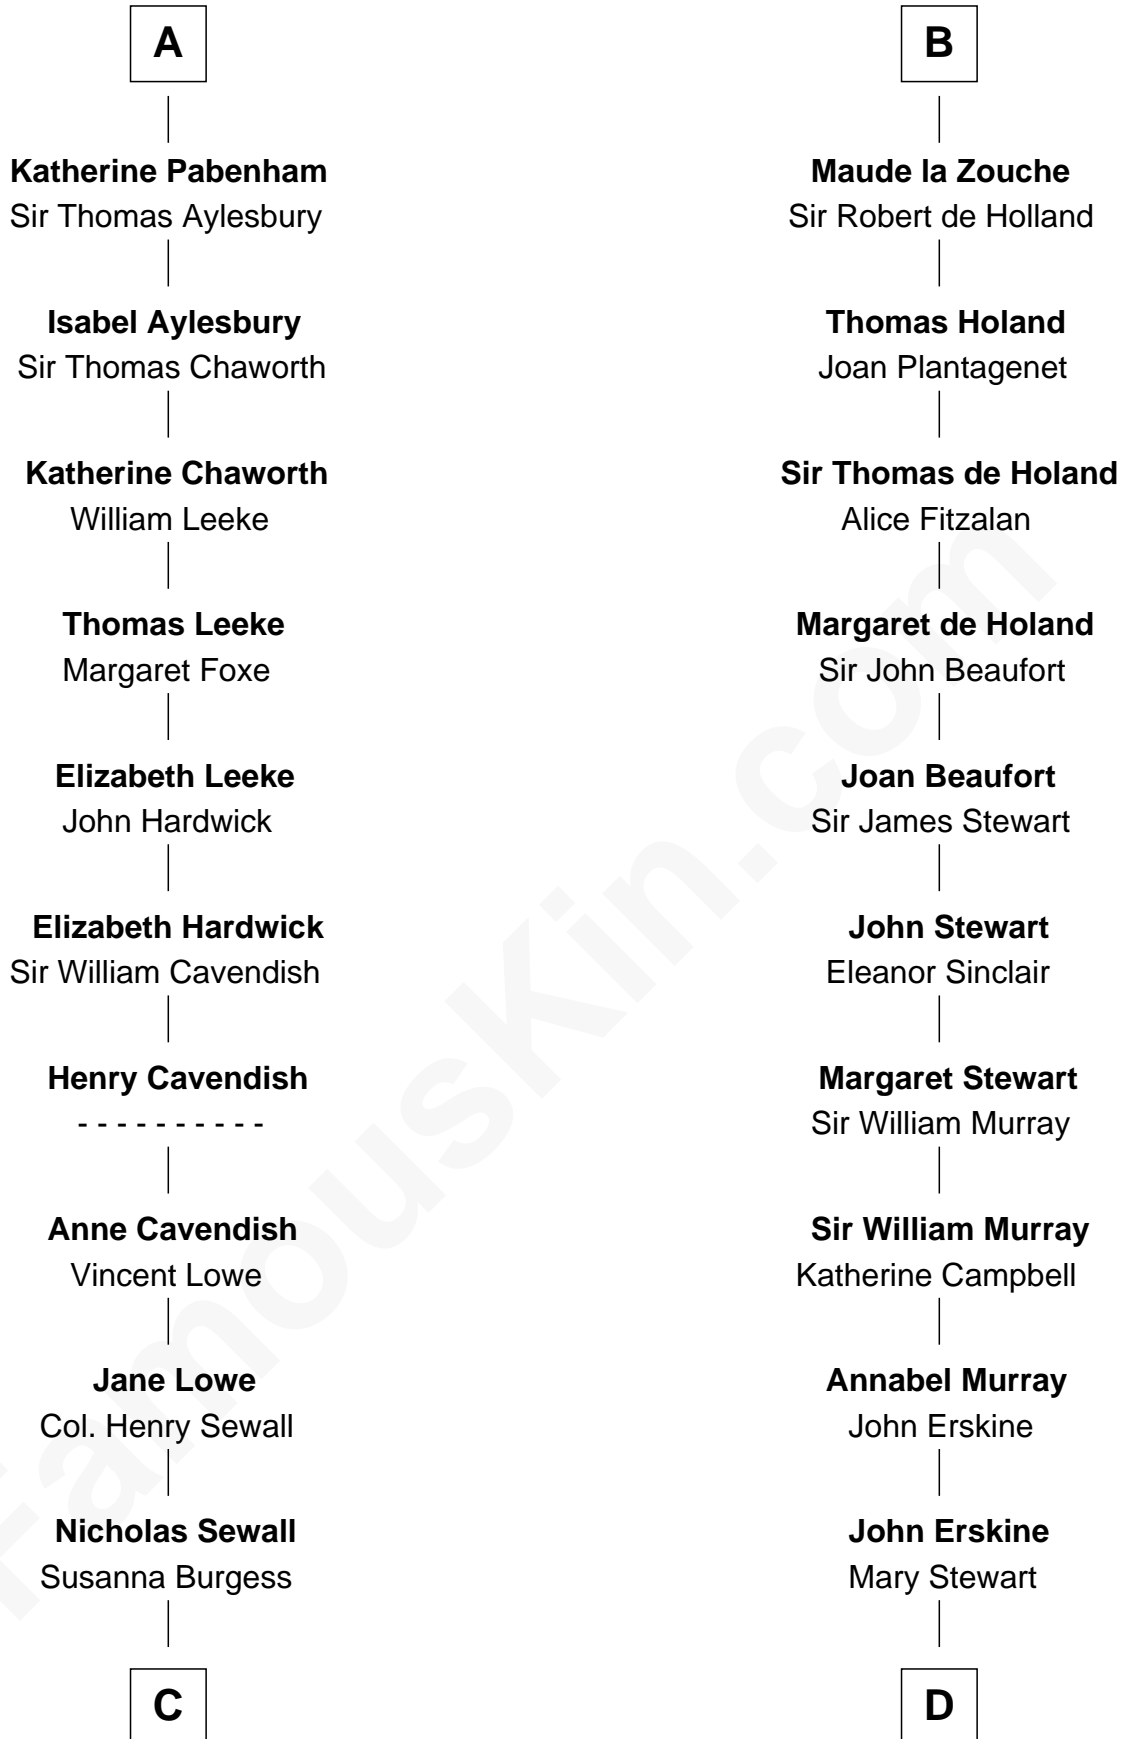 A
Katherine Pabenham
Sir Thomas Aylesbury
Isabel Aylesbury
Sir Thomas Chaworth
Katherine Chaworth
William Leeke
Thomas Leeke
Margaret Foxe
Elizabeth Leeke
John Hardwick
Elizabeth Hardwick
Sir William Cavendish
Henry Cavendish
- - - - - - - - - -
Anne Cavendish
Vincent Lowe
Jane Lowe
Col. Henry Sewall
Nicholas Sewall
Susanna Burgess
C
B
Maude la Zouche
Sir Robert de Holland
Thomas Holand
Joan Plantagenet
Sir Thomas de Holand
Alice Fitzalan
Margaret de Holand
Sir John Beaufort
Joan Beaufort
Sir James Stewart
John Stewart
Eleanor Sinclair
Margaret Stewart
Sir William Murray
Sir William Murray
Katherine Campbell
Annabel Murray
John Erskine
John Erskine
Mary Stewart
D
FamousKin.com